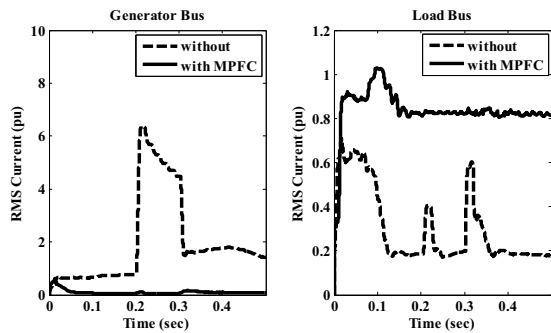 Generator Bus
RMS Current (pu)
10
8
6
4
2
0
without
with MPFC
0 0.1 0.2 0.3 0.4
Time (sec)
Load Bus
RMS Current (pu)
1.2
1
0.8
0.6
0.4
0.2
0
without
with MPFC
0 0.1 0.2 0.3 0.4
Time (sec)